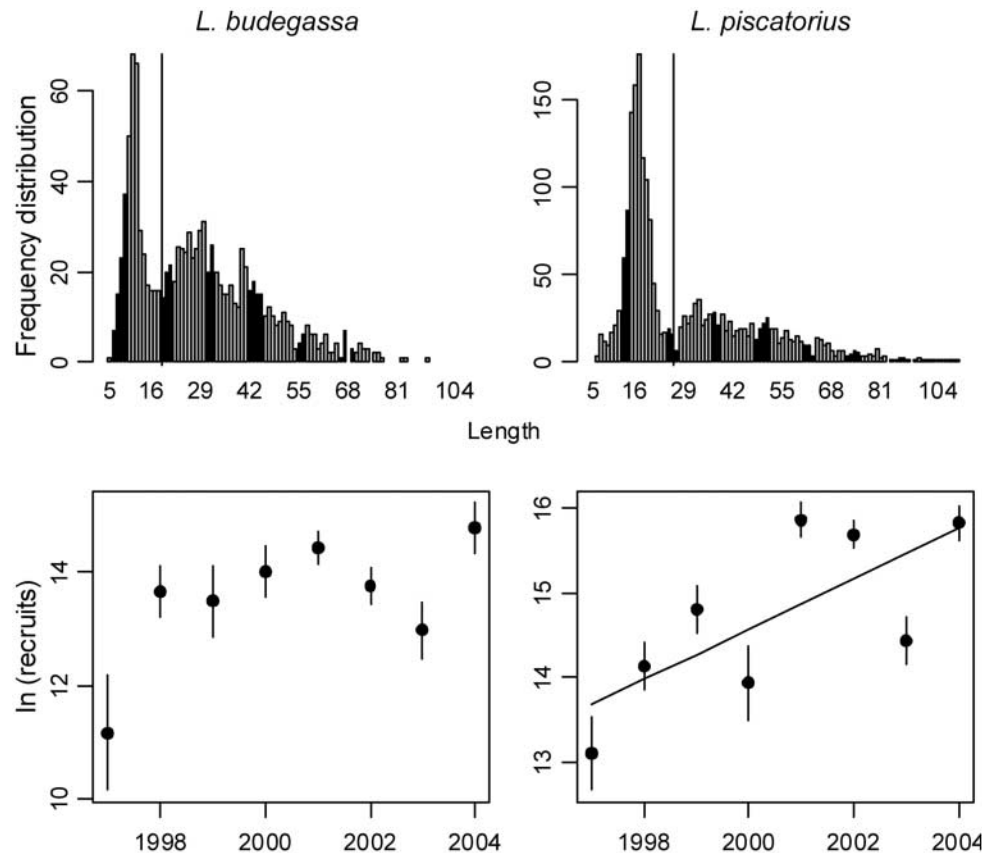 L. budegassa
L. piscatorius
Frequency distribution
0 20 40 60
5 16 29 42 55 68 81 104
0 50 100 150
5 16 29 42 55 68 81 104
Length
ln (recruits)
10 12 14
1998 2000 2002 2004
13 14 15 16
1998 2000 2002 2004